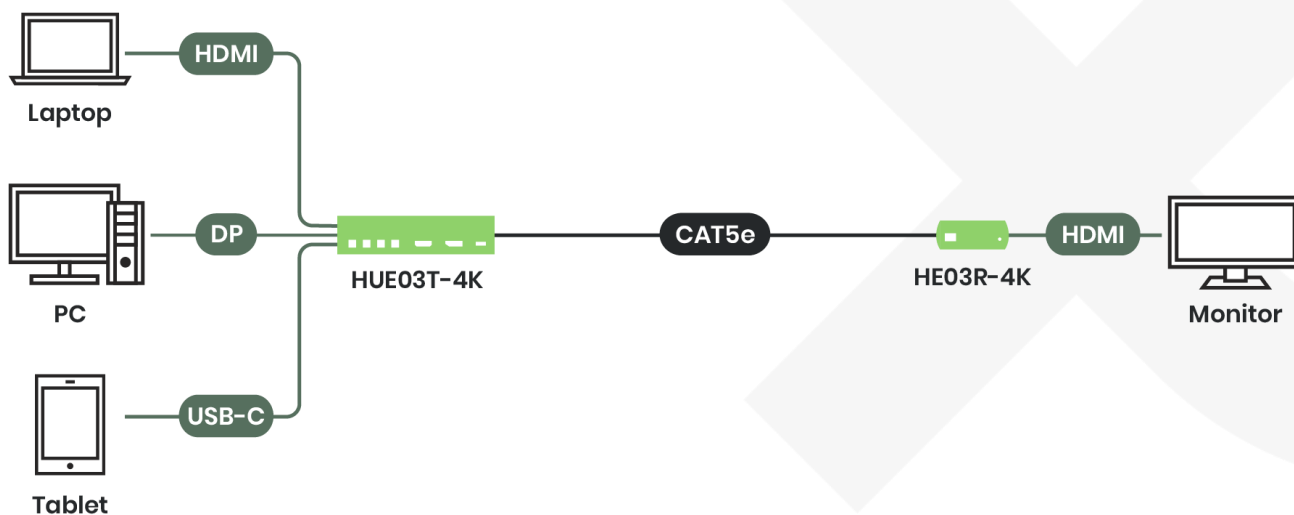 HDMI
Laptop
DP
HUE03T-4K
PC
USB-C
Tablet
CAT5e
HE03R-4K
HDMI
Monitor